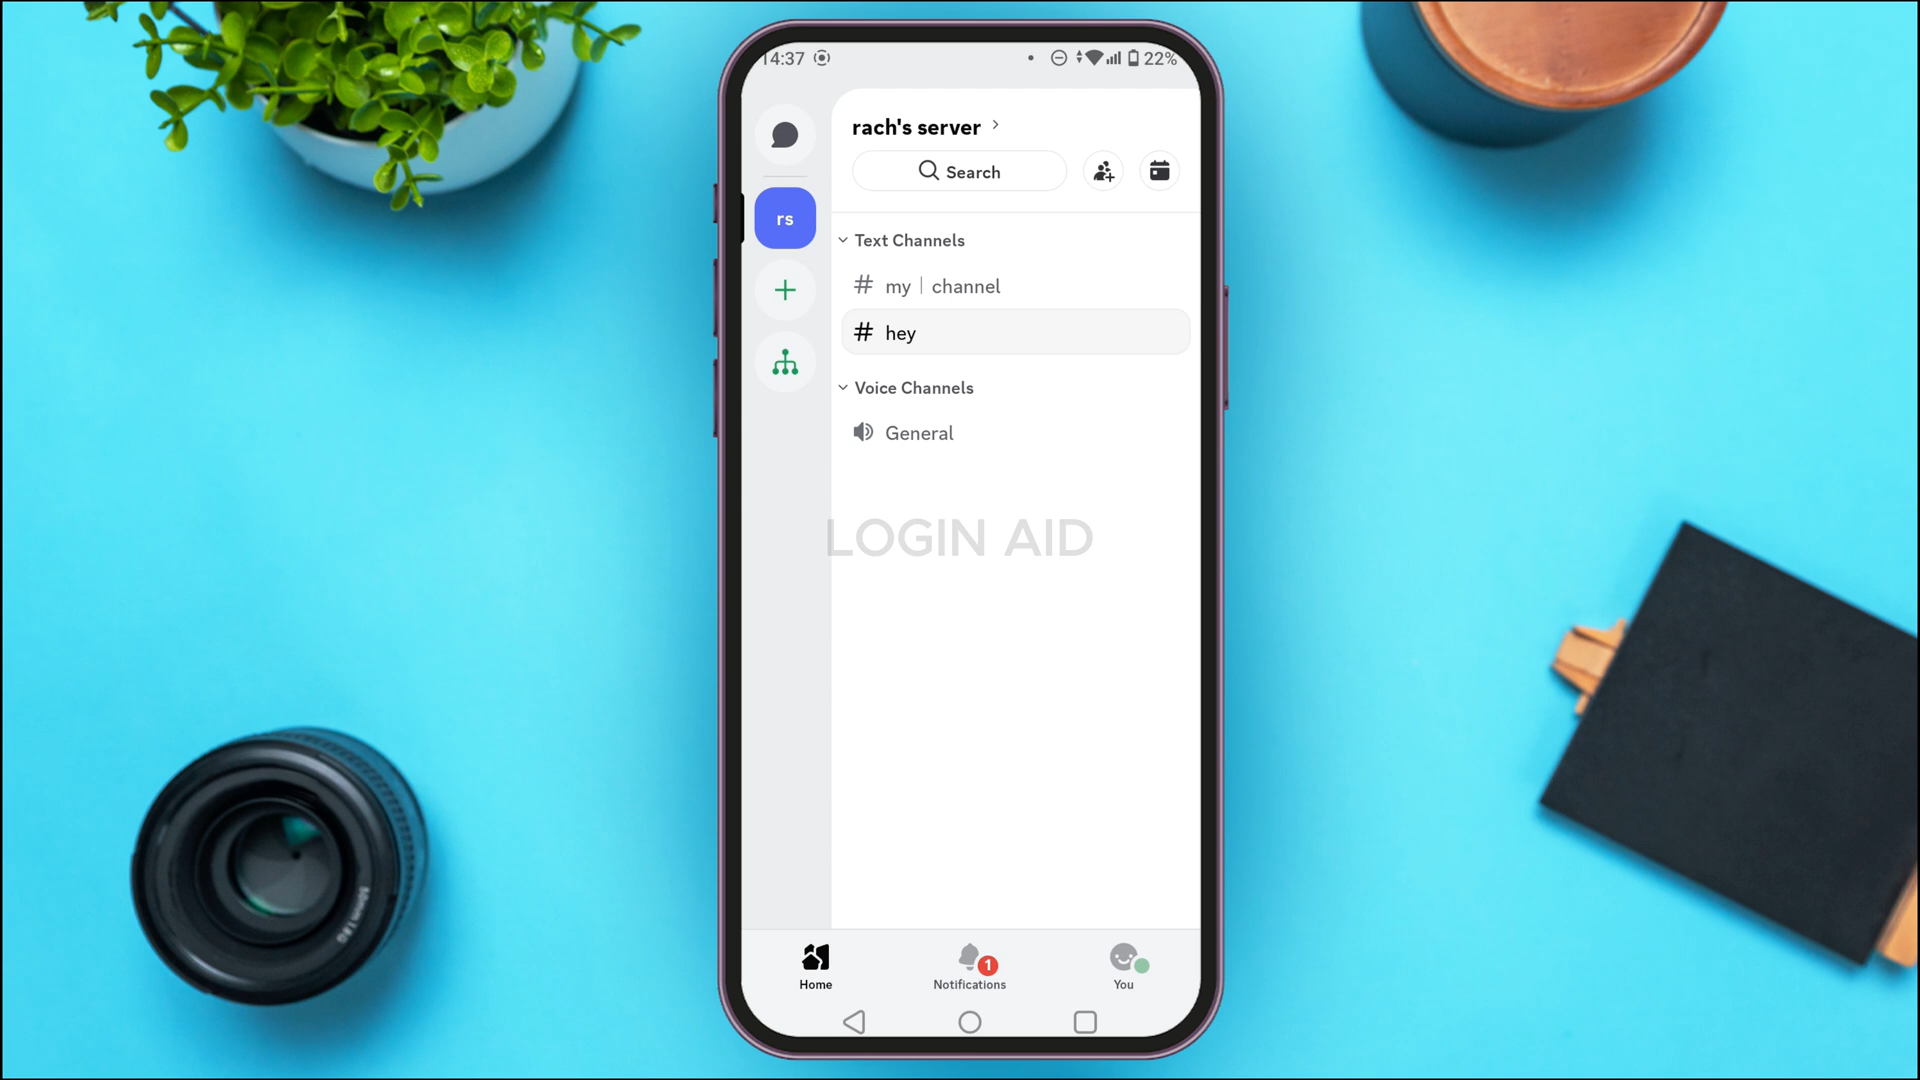 14:37
22%
rach's server
Search
rs
Text Channels
# my | channel
# hey
Voice Channels
General
LOGIN AID
1
Home
Notifications
You